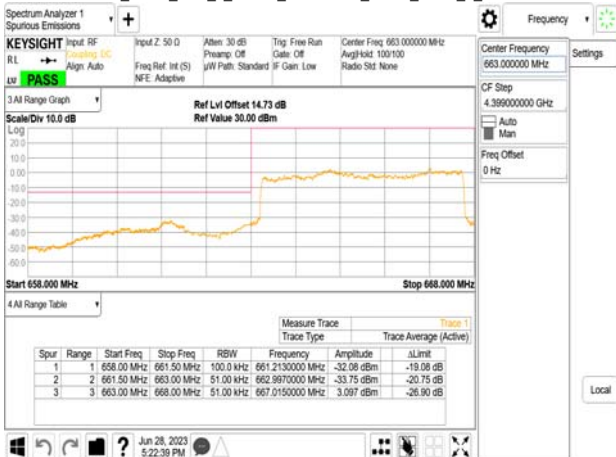 Spectrum Analyzer 1
Spurious Emissions
+
Frequency
KEYSIGHT Input: RF Input Z: 50 Ω Atten: 30 dB Trig: Free Run Center Freq: 663.000000 MHz
RL Coupling: DC Preamp: Off Gate: Off Avg|Hold: 100/100
Align: Auto Freq Ref: Int (S) µW Path: Standard IF Gain: Low Radio Std: None
NFE: Adaptive
PASS
Center Frequency
663.000000 MHz
Settings
CF Step
4.399000000 GHz
Auto
Man
Freq Offset
0 Hz
3 All Range Graph
Ref Lvl Offset 14.73 dB
Scale/Div 10.0 dB Ref Value 30.00 dBm
Log
20.0
10.0
0.00
-10.0
-20.0
-30.0
-40.0
-50.0
-60.0
Start 658.000 MHz Stop 668.000 MHz
4 All Range Table
Measure Trace Trace 1
Trace Type Trace Average (Active)
Spur Range Start Freq Stop Freq RBW Frequency Amplitude ΔLimit
1 1 658.00 MHz 661.50 MHz 100.0 kHz 661.2130000 MHz -32.08 dBm -19.08 dB
2 2 661.50 MHz 663.00 MHz 51.00 kHz 662.9970000 MHz -33.75 dBm -20.75 dB
3 3 663.00 MHz 668.00 MHz 51.00 kHz 667.0150000 MHz 3.097 dBm -26.90 dB
Local
? Jun 28, 2023
5:22:39 PM